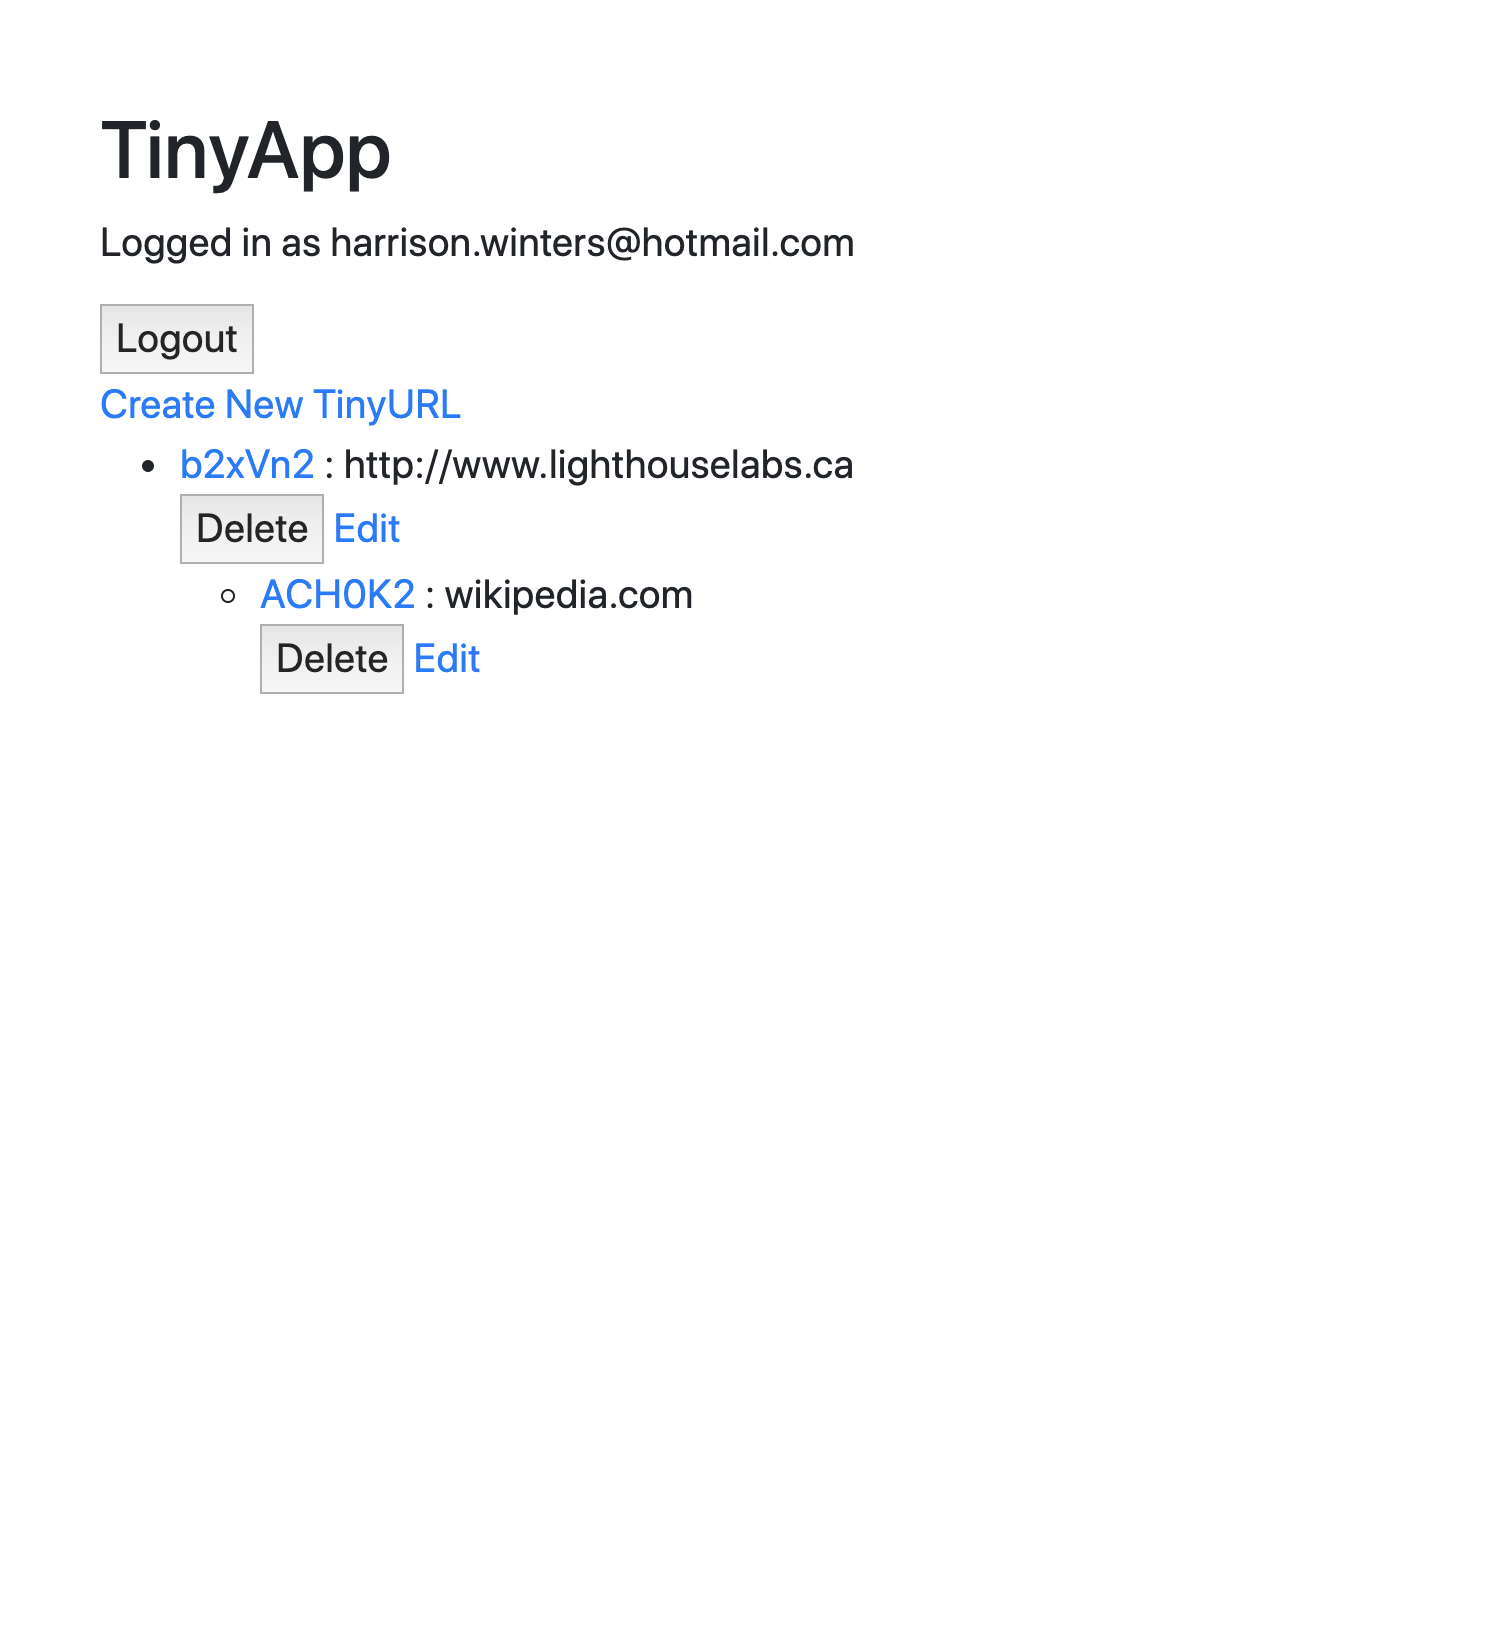 TinyApp
Logged in as harrison.winters@hotmail.com
Logout
Create New TinyURL
b2xVn2 : http://www.lighthouselabs.ca
Delete Edit
ACH0K2 : wikipedia.com
Delete Edit